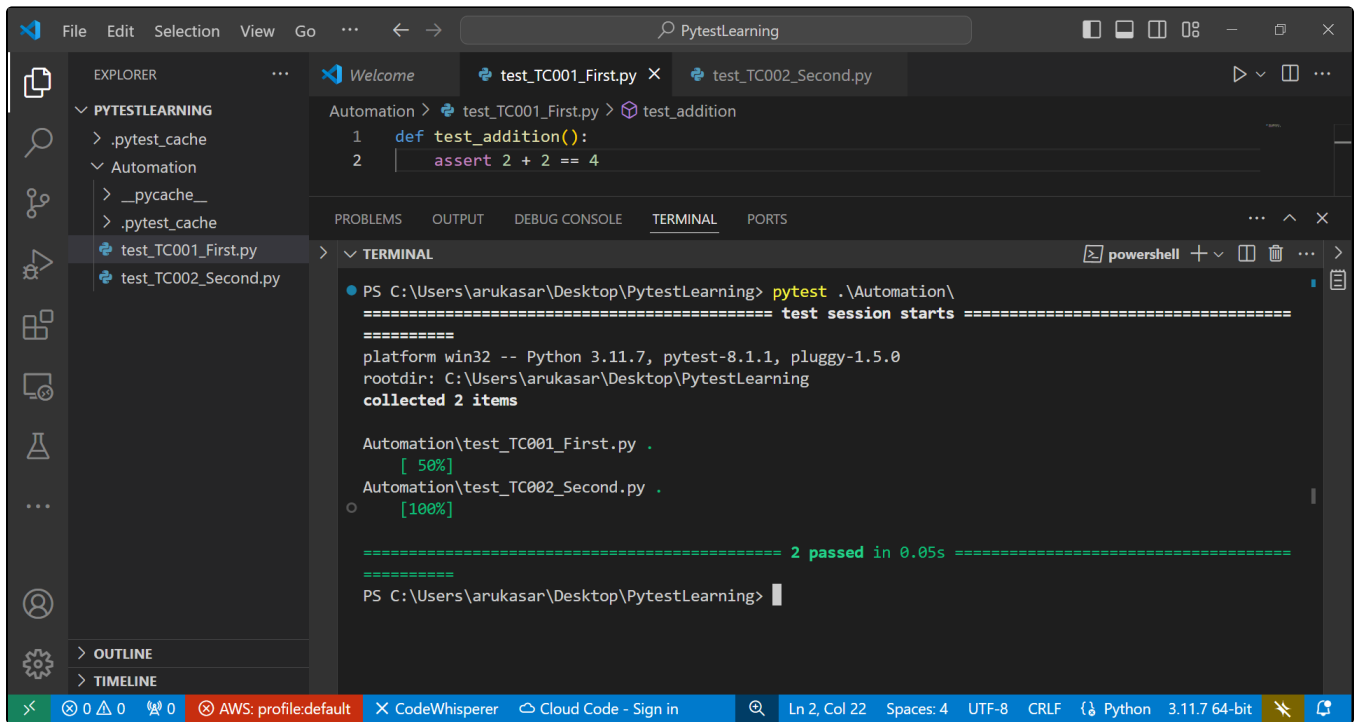 File Edit Selection View Go ··· PytestLearning
EXPLORER ···
PYTESTLEARNING
.pytest_cache
Automation
__pycache__
.pytest_cache
test_TC001_First.py
test_TC002_Second.py
OUTLINE
TIMELINE
Welcome test_TC001_First.py test_TC002_Second.py
Automation > test_TC001_First.py > test_addition
1 def test_addition():
2 assert 2 + 2 == 4
PROBLEMS OUTPUT DEBUG CONSOLE TERMINAL PORTS
TERMINAL powershell
PS C:\Users\arukasar\Desktop\PytestLearning> pytest .\Automation\
============================================= test session starts ====================================
==========
platform win32 -- Python 3.11.7, pytest-8.1.1, pluggy-1.5.0
rootdir: C:\Users\arukasar\Desktop\PytestLearning
collected 2 items
Automation\test_TC001_First.py .
[ 50%]
Automation\test_TC002_Second.py .
[100%]
============================================== 2 passed in 0.05s =====================================
==========
PS C:\Users\arukasar\Desktop\PytestLearning>
0 0 0 AWS: profile:default CodeWhisperer Cloud Code - Sign in Ln 2, Col 22 Spaces: 4 UTF-8 CRLF Python 3.11.7 64-bit